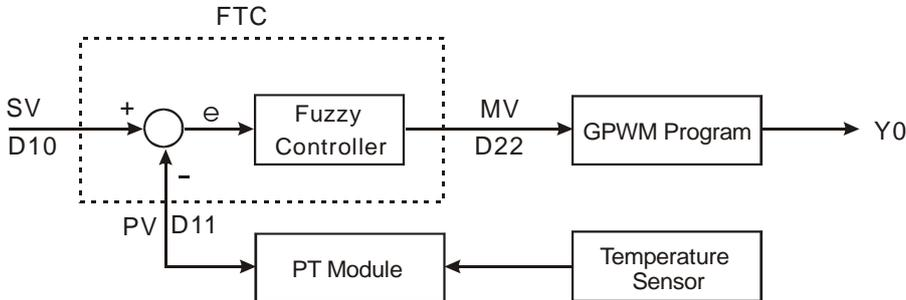 FTC
SV
D10
+
e
Fuzzy
Controller
MV
D22
GPWM Program
Y0
-
PV D11
PT Module
Temperature
Sensor